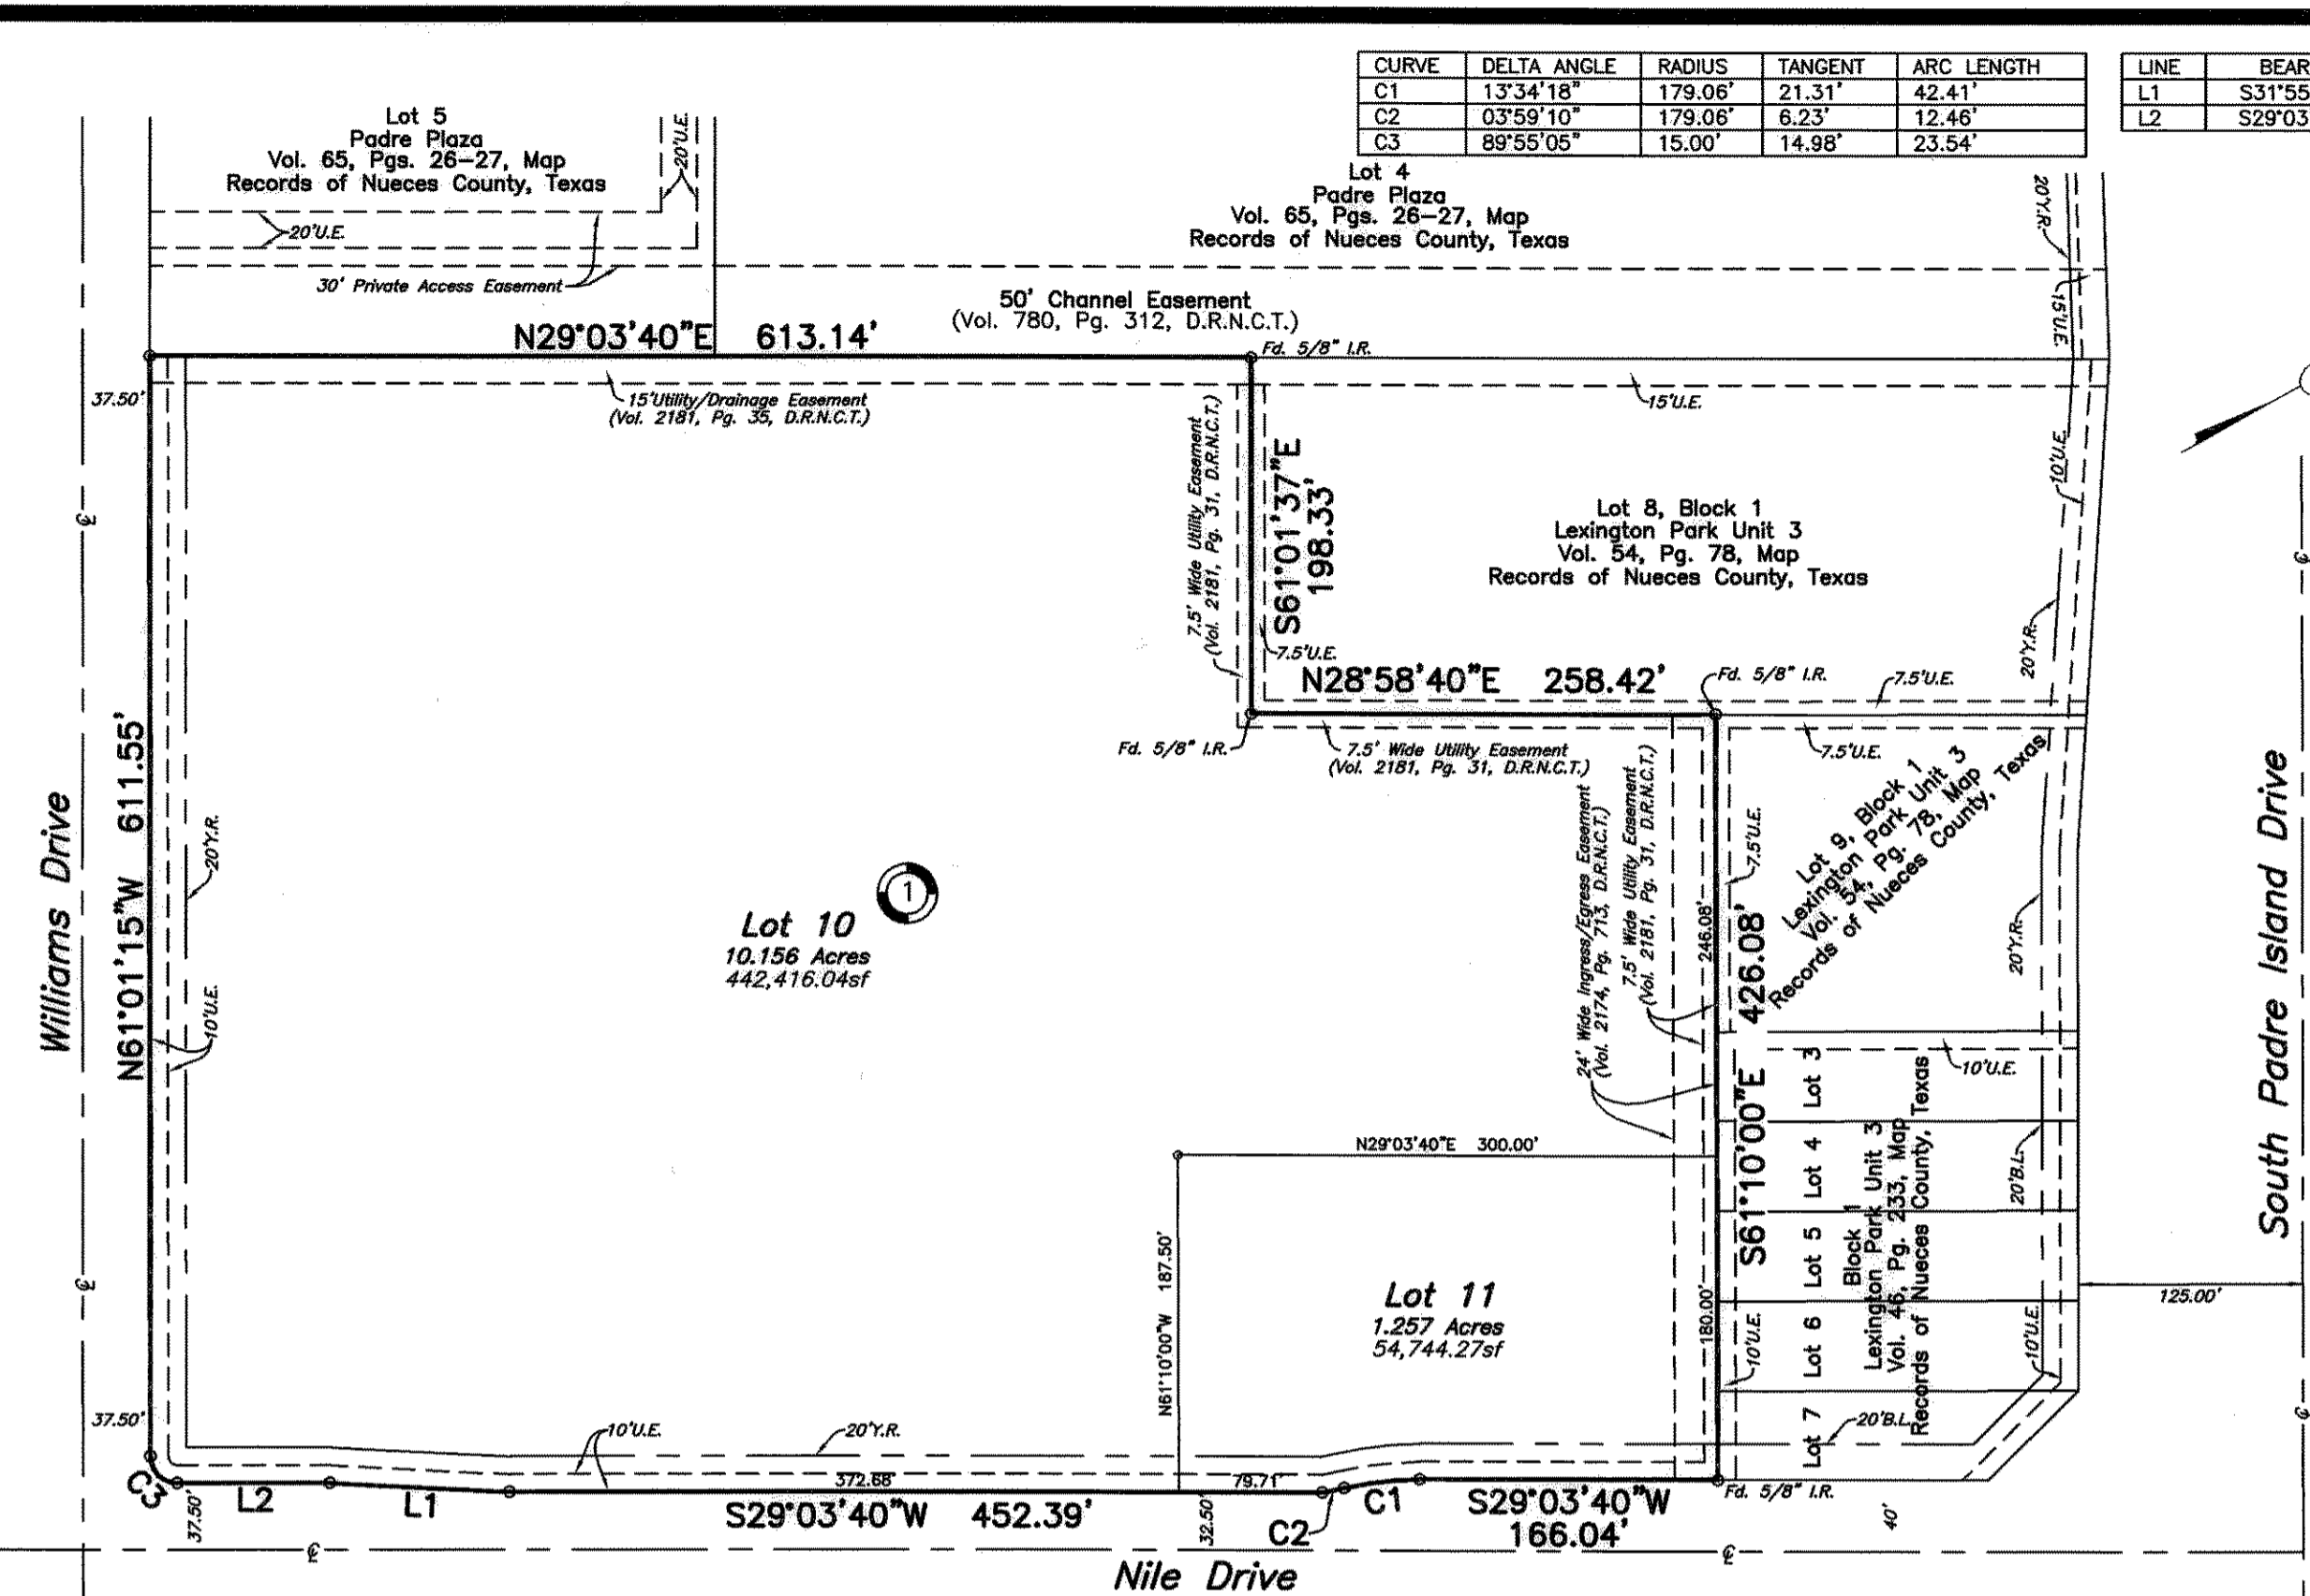 CURVE DELTA ANGLE RADIUS TANGENT ARC LENGTH
C1 13°34'18" 179.06' 21.31' 42.41'
C2 03°59'10" 179.06' 6.23' 12.46'
C3 89°55'05" 15.00' 14.98' 23.54'
LINE BEAR
L1 S31°55
L2 S29°03
Lot 5
Padre Plaza
Vol. 65, Pgs. 26-27, Map
Records of Nueces County, Texas
20'U.E.
20'U.E.
30' Private Access Easement
Lot 4
Padre Plaza
Vol. 65, Pgs. 26-27, Map
Records of Nueces County, Texas
20'Y.R.
15'U.E.
50' Channel Easement
(Vol. 780, Pg. 312, D.R.N.C.T.)
N29°03'40"E 613.14'
Fd. 5/8" I.R.
37.50'
15'Utility/Drainage Easement
(Vol. 2181, Pg. 35, D.R.N.C.T.)
15'U.E.
7.5' Wide Utility Easement
(Vol. 2181, Pg. 31, D.R.N.C.T.)
S61°01'37"E
198.33'
7.5'U.E.
10'U.E.
Lot 8, Block 1
Lexington Park Unit 3
Vol. 54, Pg. 78, Map
Records of Nueces County, Texas
20'Y.R.
N28°58'40"E 258.42'
Fd. 5/8" I.R.
7.5'U.E.
Fd. 5/8" I.R.
7.5' Wide Utility Easement
(Vol. 2181, Pg. 31, D.R.N.C.T.)
7.5'U.E.
24' Wide Ingress/Egress Easement
(Vol. 2174, Pg. 713, D.R.N.C.T.)
7.5' Wide Utility Easement
(Vol. 2181, Pg. 31, D.R.N.C.T.)
246.08'
7.5'U.E.
S61°10'00"E 426.08'
Lot 9, Block 1
Lexington Park Unit 3
Vol. 54, Pg. 78, Map
Records of Nueces County, Texas
20'Y.R.
South Padre Island Drive
Williams Drive
N61°01'15"W 611.55'
20'Y.R.
10'U.E.
1
Lot 10
10.156 Acres
442,416.04sf
10'U.E.
Lot 3
Lot 4
Lot 5
Lot 6
Lot 7
Block 1
Lexington Park Unit 3
Vol. 46, Pg. 233, Map
Records of Nueces County, Texas
20'B.L.
N29°03'40"E 300.00'
N61°10'00"W 187.50'
Lot 11
1.257 Acres
54,744.27sf
180.00'
10'U.E.
10'U.E.
125.00'
20'B.L.
37.50'
10'U.E.
20'Y.R.
C3
37.50'
L2
L1
372.68'
S29°03'40"W 452.39'
79.71'
32.50'
C2
C1
S29°03'40"W
166.04'
Fd. 5/8" I.R.
40'
Nile Drive